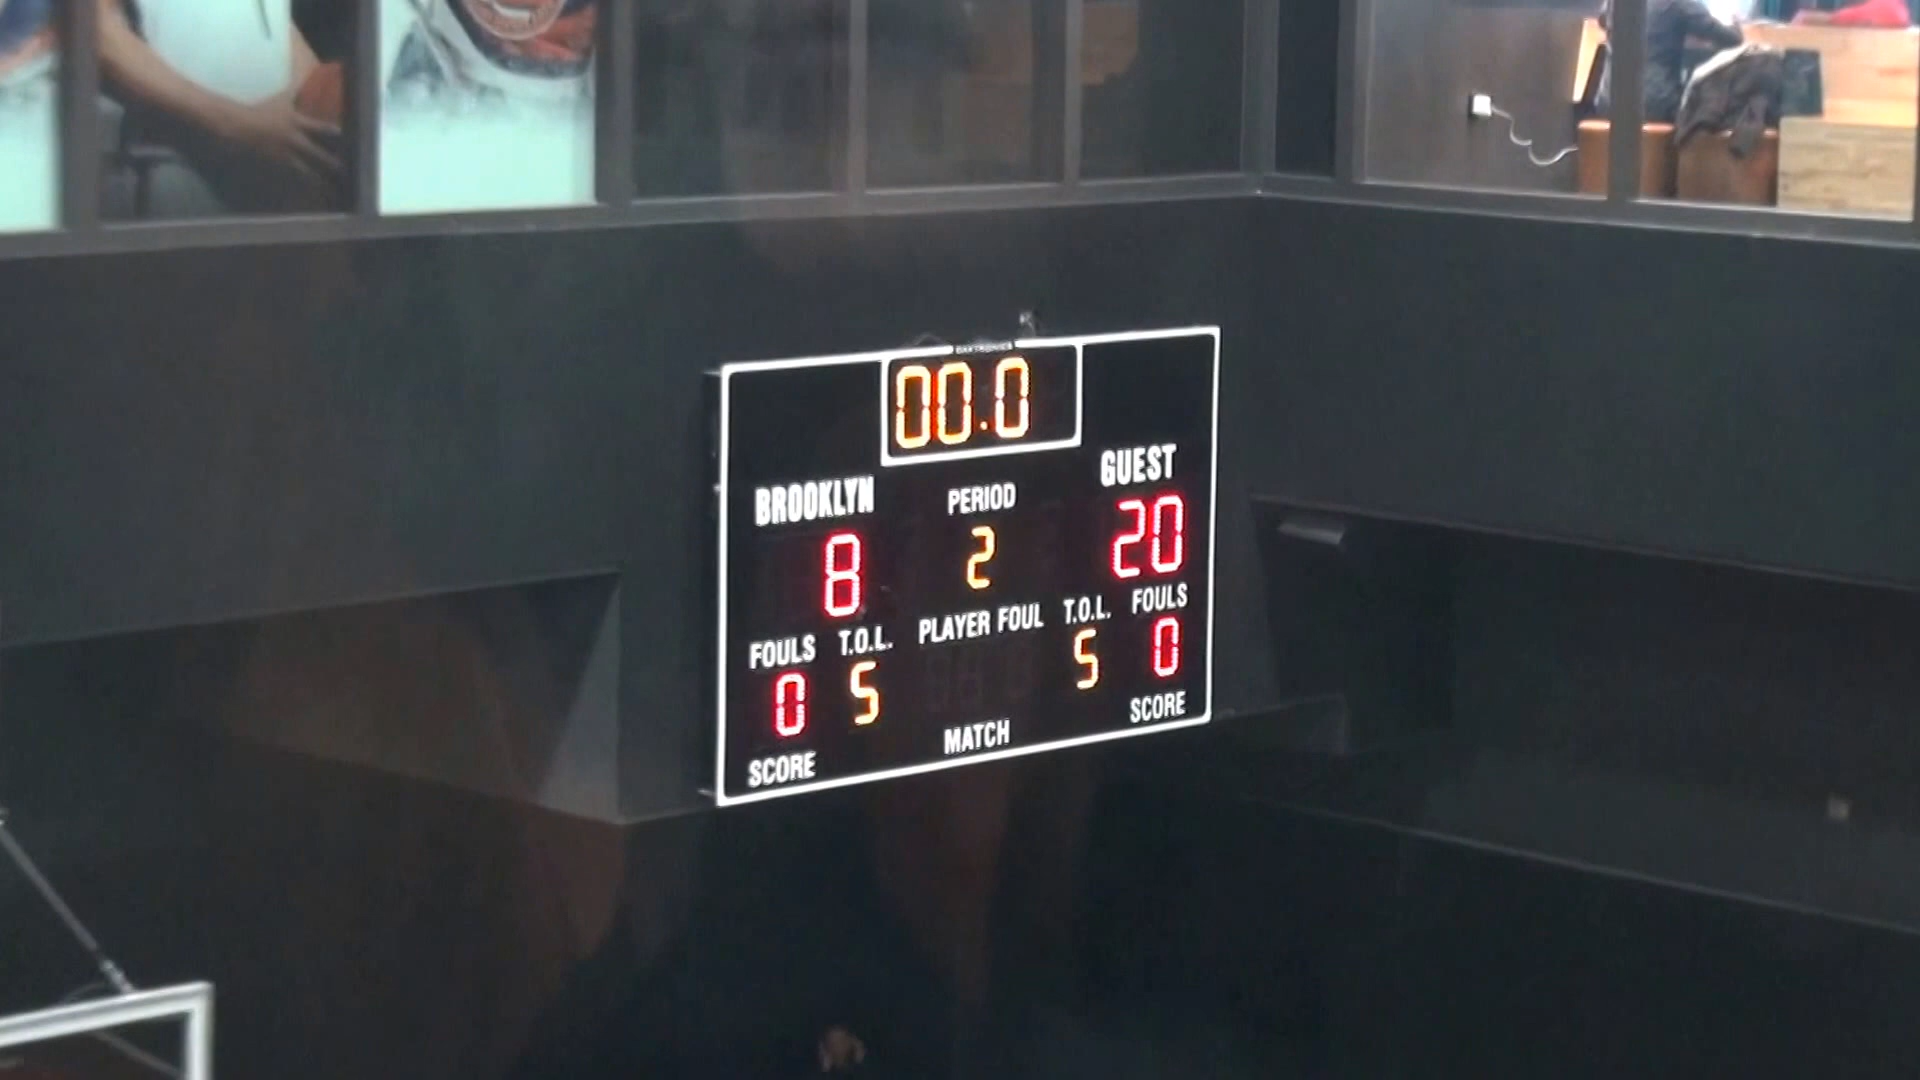 DAKTRONICS
00.0
BROOKLYN PERIOD GUEST
8 2 20
FOULS T.O.L. PLAYER FOUL T.O.L. FOULS
0 5 5 0
SCORE MATCH SCORE